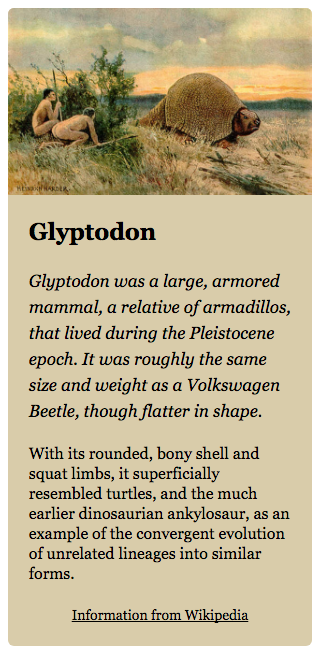 Glyptodon
Glyptodon was a large, armored
mammal, a relative of armadillos,
that lived during the Pleistocene
epoch. It was roughly the same
size and weight as a Volkswagen
Beetle, though flatter in shape.
With its rounded, bony shell and
squat limbs, it superficially
resembled turtles, and the much
earlier dinosaurian ankylosaur, as an
example of the convergent evolution
of unrelated lineages into similar
forms.
Information from Wikipedia